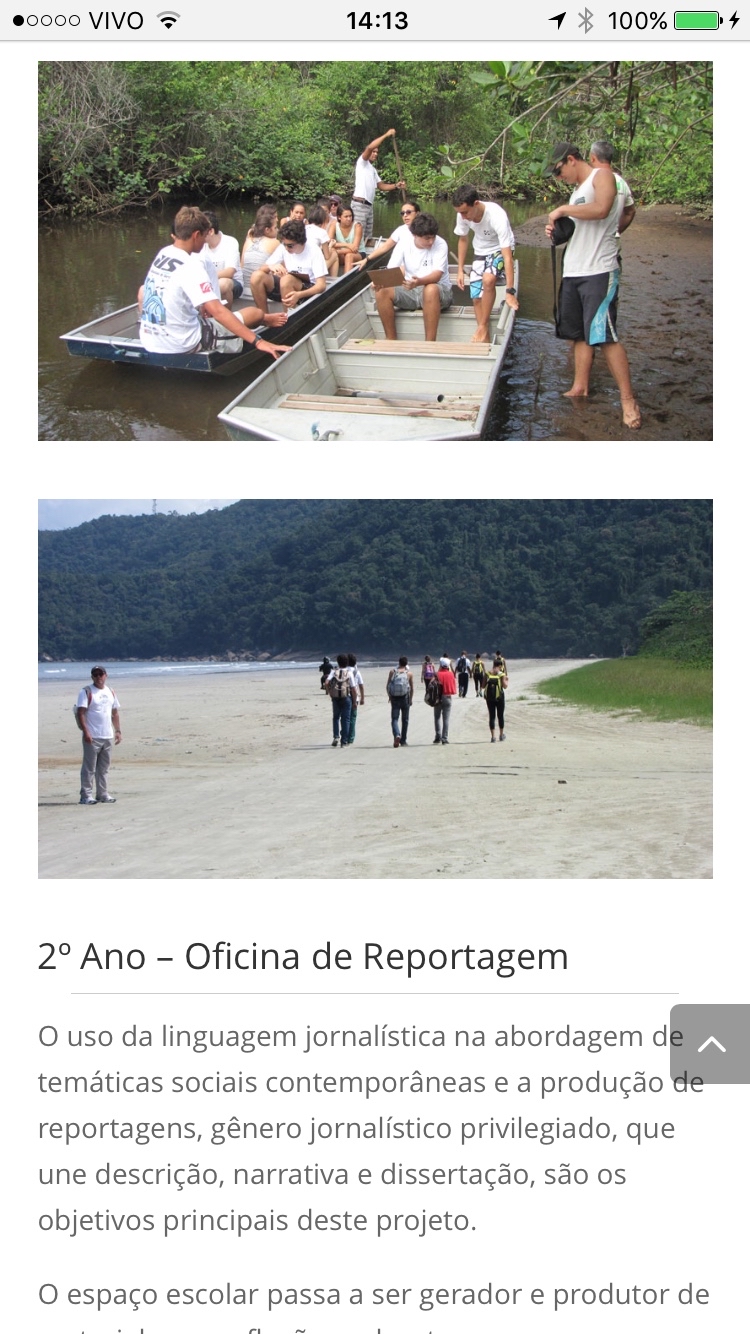 VIVO 14:13 100%
2º Ano – Oficina de Reportagem
O uso da linguagem jornalística na abordagem de
temáticas sociais contemporâneas e a produção de
reportagens, gênero jornalístico privilegiado, que
une descrição, narrativa e dissertação, são os
objetivos principais deste projeto.
O espaço escolar passa a ser gerador e produtor de